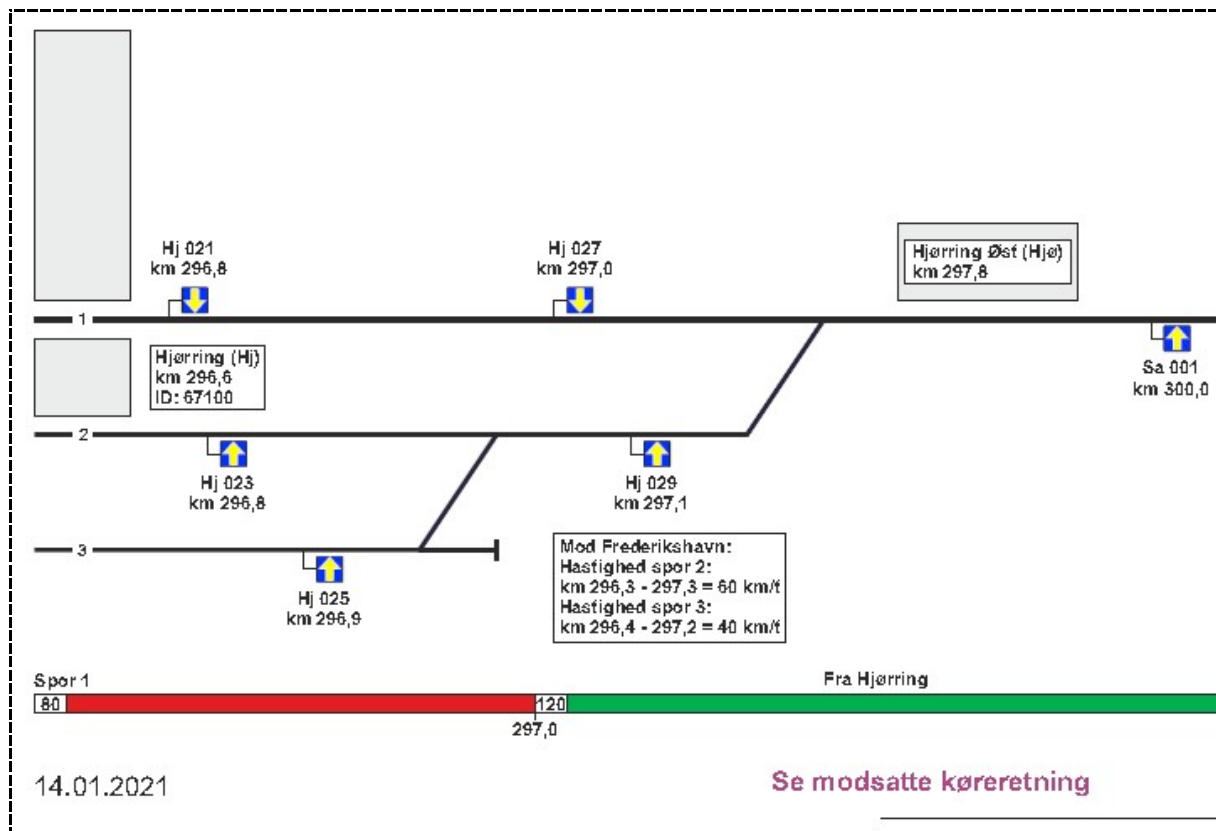 Hj 021
km 296,8
Hj 027
km 297,0
Hjørring Øst (Hjø)
km 297,8
1
Hjørring (Hj)
km 296,6
ID: 67100
Sa 001
km 300,0
2
Hj 023
km 296,8
Hj 029
km 297,1
3
Hj 025
km 296,9
Mod Frederikshavn:
Hastighed spor 2:
km 296,3 - 297,3 = 60 km/t
Hastighed spor 3:
km 296,4 - 297,2 = 40 km/t
Spor 1
Fra Hjørring
80
120
297,0
14.01.2021
Se modsatte køreretning